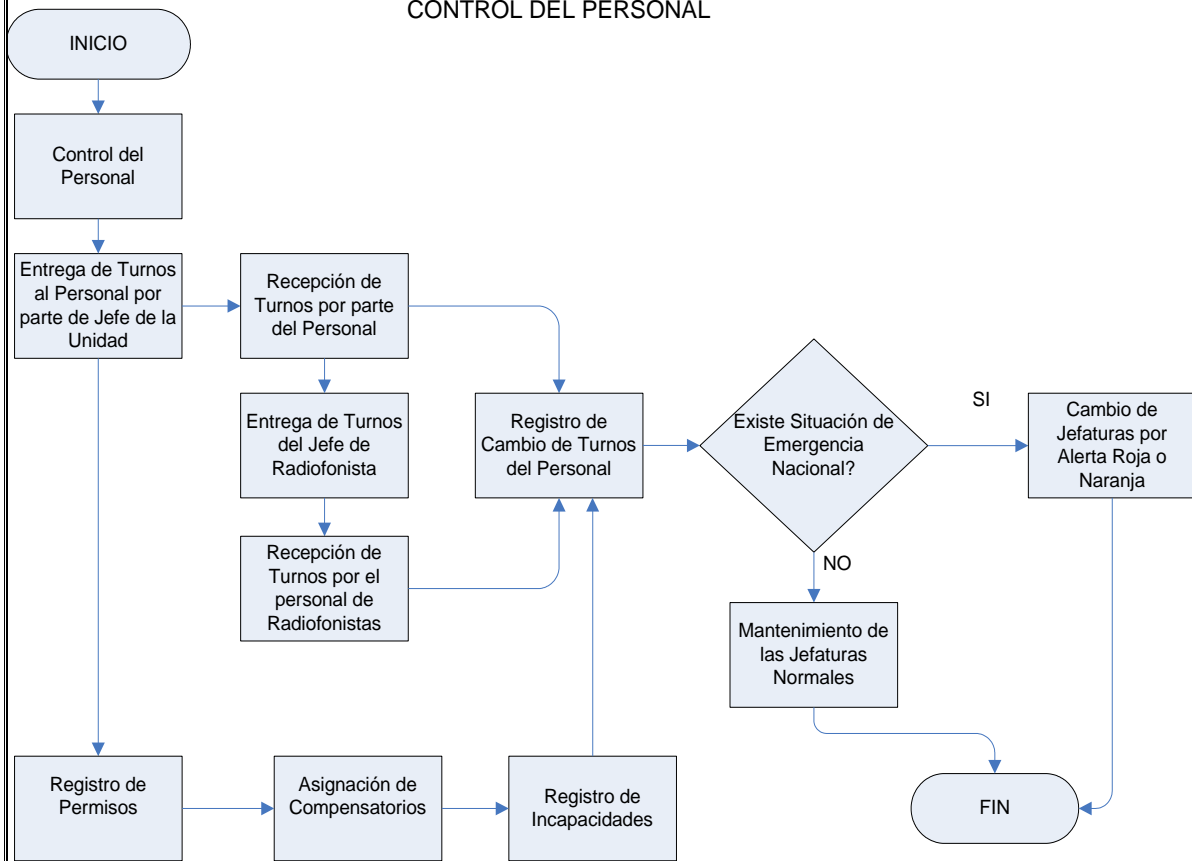 CONTROL DEL PERSONAL
INICIO
Control del
Personal
Entrega de Turnos
al Personal por
parte de Jefe de la
Unidad
Recepción de
Turnos por parte
del Personal
Entrega de Turnos
del Jefe de
Radiofonista
Recepción de
Turnos por el
personal de
Radiofonistas
Registro de
Cambio de Turnos
del Personal
Existe Situación de
Emergencia
Nacional?
SI
Cambio de
Jefaturas por
Alerta Roja o
Naranja
NO
Mantenimiento de
las Jefaturas
Normales
Registro de
Permisos
Asignación de
Compensatorios
Registro de
Incapacidades
FIN